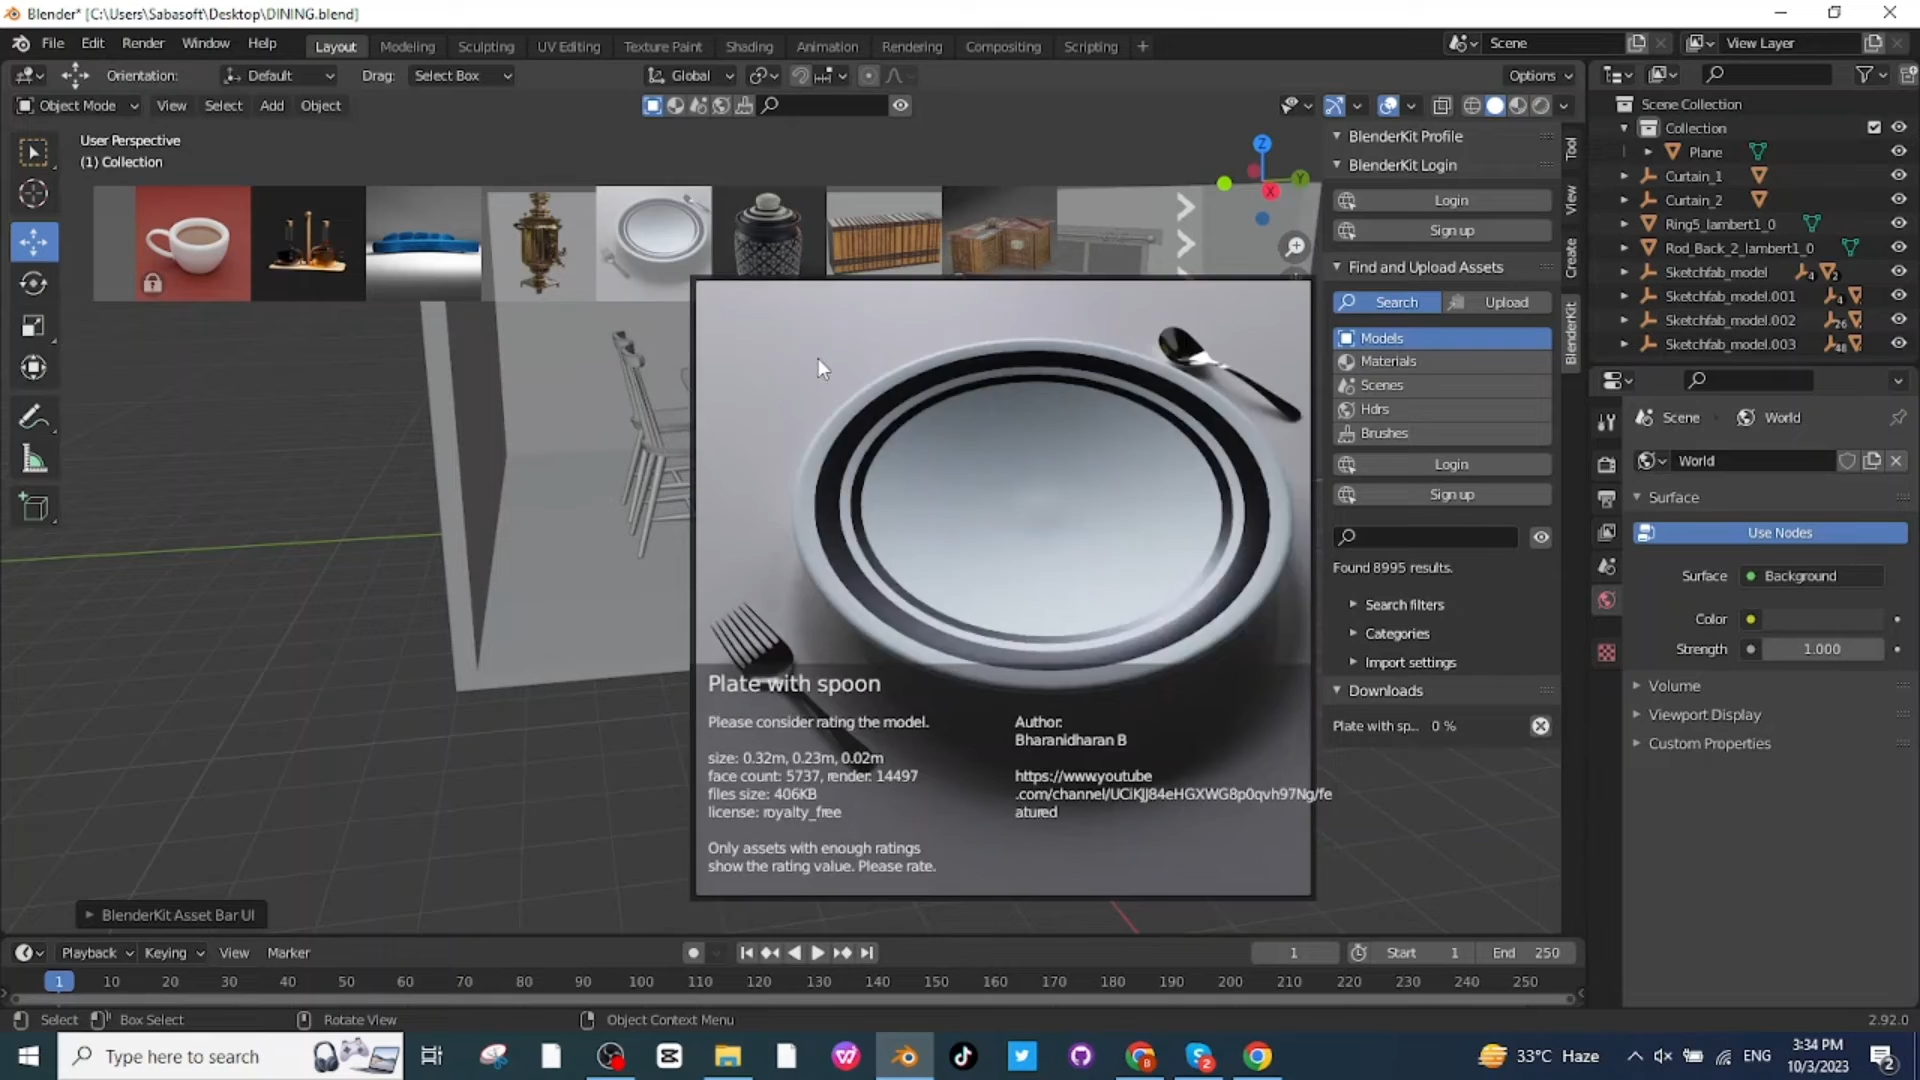 Blender* [C:\Users\Sabasoft\Desktop\DINING.blend]
File Edit Render Window Help
Layout Modeling Sculpting UV Editing Texture Paint Shading Animation Rendering Compositing Scripting +
Scene
View Layer
Orientation: Default Drag: Select Box
Global
Options
Object Mode View Select Add Object
User Perspective
(1) Collection
Z
Y
X
BlenderKit Profile
BlenderKit Login
Login
Sign up
Find and Upload Assets
Search Upload
Models
Materials
Scenes
Hdrs
Brushes
Login
Sign up
Found 8995 results.
Search filters
Categories
Import settings
Downloads
Plate with sp... 0 %
Tool
View
Create
BlenderKit
Scene Collection
Collection
Plane
Curtain_1
Curtain_2
Ring5_lambert1_0
Rod_Back_2_lambert1_0
Sketchfab_model 4 2
Sketchfab_model.001 4
Sketchfab_model.002 26
Sketchfab_model.003 48
Scene World
World
Surface
Use Nodes
Surface Background
Color
Strength 1.000
Volume
Viewport Display
Custom Properties
Plate with spoon
Please consider rating the model.
size: 0.32m, 0.23m, 0.02m
face count: 5737, render: 14497
files size: 406KB
license: royalty_free
Only assets with enough ratings
show the rating value. Please rate.
Author:
Bharanidharan B
https://www.youtube
.com/channel/UCiKJJ84eHGXWG8p0qvh97Ng/fe
atured
BlenderKit Asset Bar UI
Playback Keying View Marker
1 Start 1 End 250
1 10 20 30 40 50 60 70 80 90 100 110 120 130 140 150 160 170 180 190 200 210 220 230 240 250
Select Box Select Rotate View Object Context Menu 2.92.0
Type here to search
33°C Haze
ENG
3:34 PM
10/3/2023
2